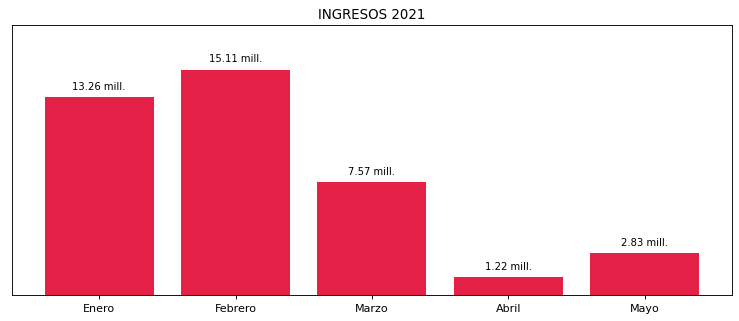 INGRESOS 2021
13.26 mill.
15.11 mill.
7.57 mill.
1.22 mill.
2.83 mill.
Enero
Febrero
Marzo
Abril
Mayo